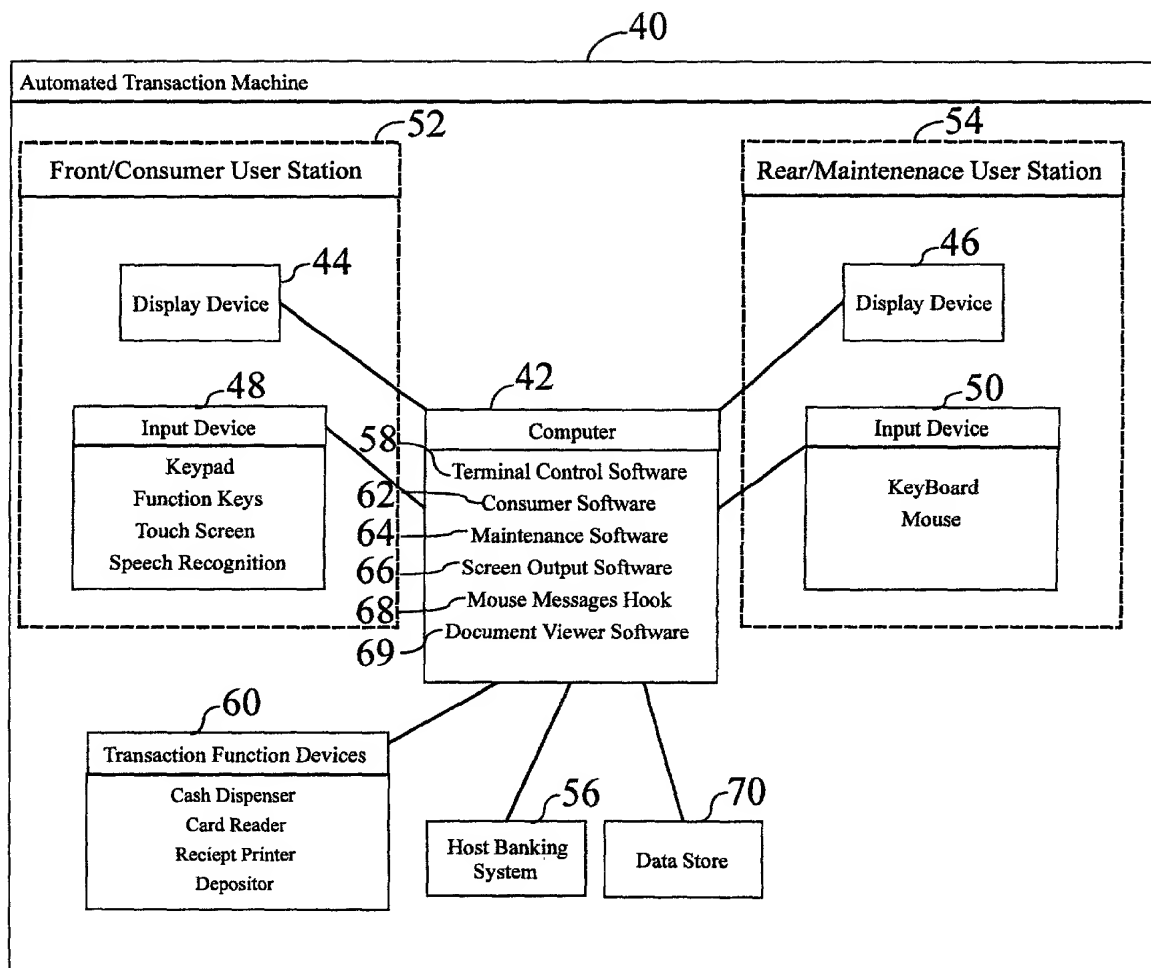 40
Automated Transaction Machine
52
Front/Consumer User Station
54
Rear/Maintenenace User Station
44
Display Device
46
Display Device
48
Input Device
Keypad
Function Keys
Touch Screen
Speech Recognition
42
Computer
58 Terminal Control Software
62 Consumer Software
64 Maintenance Software
66 Screen Output Software
68 Mouse Messages Hook
69 Document Viewer Software
50
Input Device
KeyBoard
Mouse
60
Transaction Function Devices
Cash Dispenser
Card Reader
Reciept Printer
Depositor
56
Host Banking
System
70
Data Store